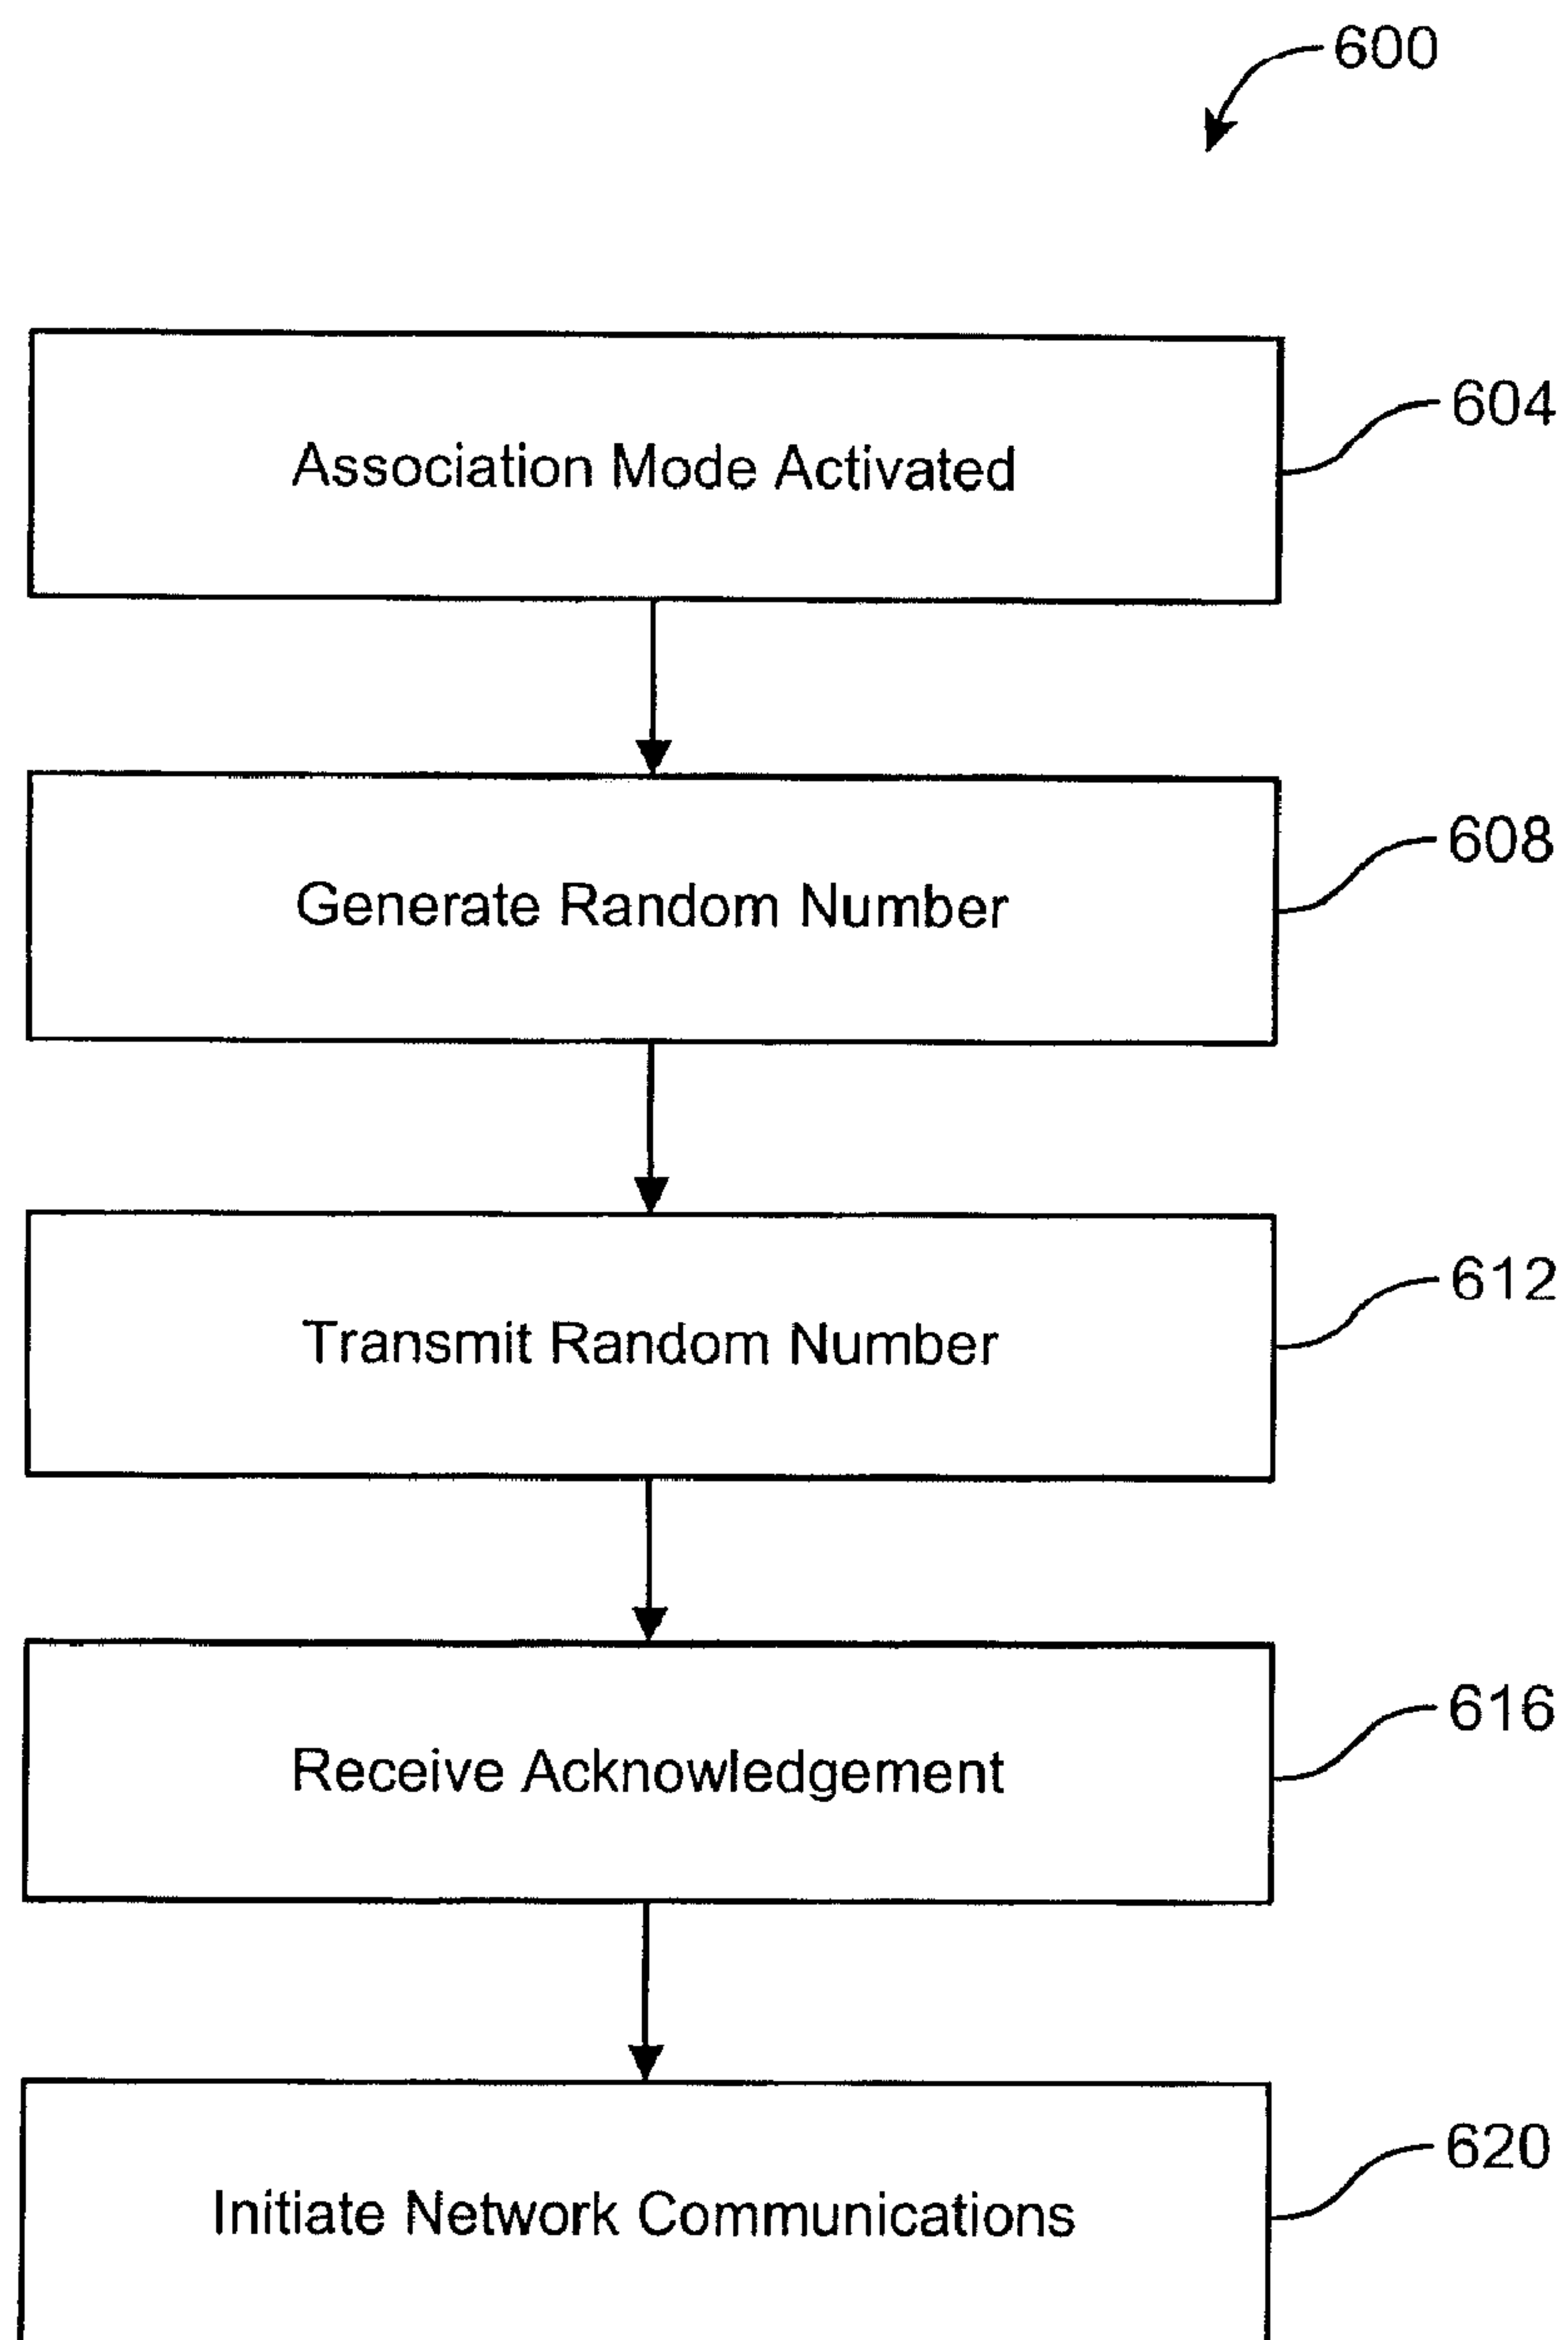 600
604
Association Mode Activated
608
Generate Random Number
612
Transmit Random Number
616
Receive Acknowledgement
620
Initiate Network Communications